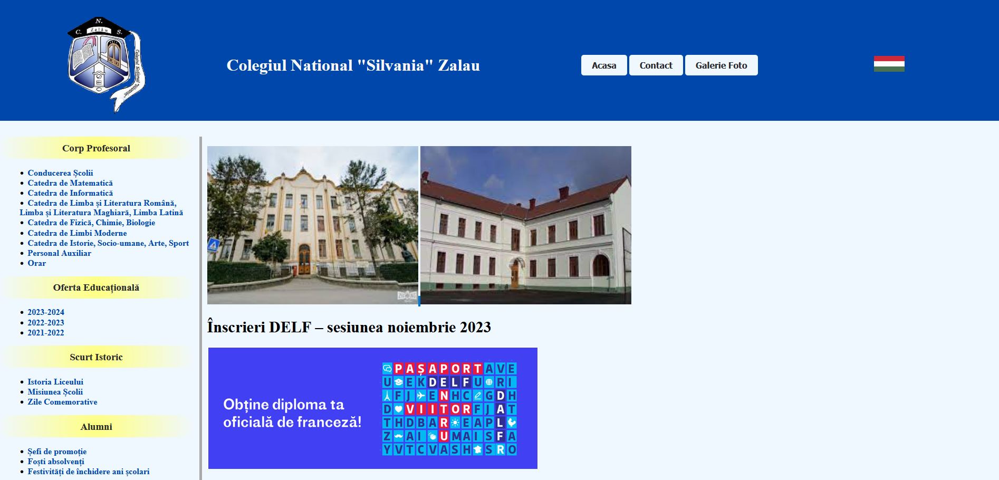 N.
C. Zalău S.
Colegiul Național "Silvania"
Colegiul National "Silvania" Zalau
Acasa
Contact
Galerie Foto
Corp Profesoral
Conducerea Școlii
Catedra de Matematică
Catedra de Informatică
Catedra de Limba și Literatura Română,
Limba și Literatura Maghiară, Limba Latină
Catedra de Fizică, Chimie, Biologie
Catedra de Limbi Moderne
Catedra de Istorie, Socio-umane, Arte, Sport
Personal Auxiliar
Orar
Oferta Educațională
2023-2024
2022-2023
2021-2022
Scurt Istoric
Istoria Liceului
Misiunea Școlii
Zile Comemorative
Alumni
Șefi de promoție
Foști absolvenți
Festivități de închidere ani școlari
Înscrieri DELF – sesiunea noiembrie 2023
Obține diploma ta
oficială de franceză!
PAȘAPORTAVE
UEKDELFURI
FJENHCGDH
DVIITORFJAT
THDBAREAPL
ZAIUMAISFA
YVTCVASHSRO